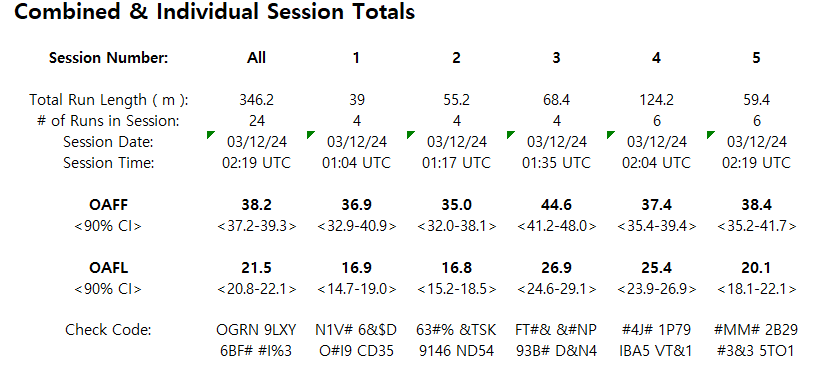 Combined & Individual Session Totals
Session Number: All 1 2 3 4 5
Total Run Length ( m ): 346.2 39 55.2 68.4 124.2 59.4
# of Runs in Session: 24 4 4 4 6 6
Session Date: 03/12/24 03/12/24 03/12/24 03/12/24 03/12/24 03/12/24
Session Time: 02:19 UTC 01:04 UTC 01:17 UTC 01:35 UTC 02:04 UTC 02:19 UTC
OAFF 38.2 36.9 35.0 44.6 37.4 38.4
<90% CI> <37.2-39.3> <32.9-40.9> <32.0-38.1> <41.2-48.0> <35.4-39.4> <35.2-41.7>
OAFL 21.5 16.9 16.8 26.9 25.4 20.1
<90% CI> <20.8-22.1> <14.7-19.0> <15.2-18.5> <24.6-29.1> <23.9-26.9> <18.1-22.1>
Check Code: OGRN 9LXY N1V# 6&$D 63#% &TSK FT#& &#NP #4J# 1P79 #MM# 2B29
6BF# #I%3 O#I9 CD35 9146 ND54 93B# D&N4 IBA5 VT&1 #3&3 5TO1